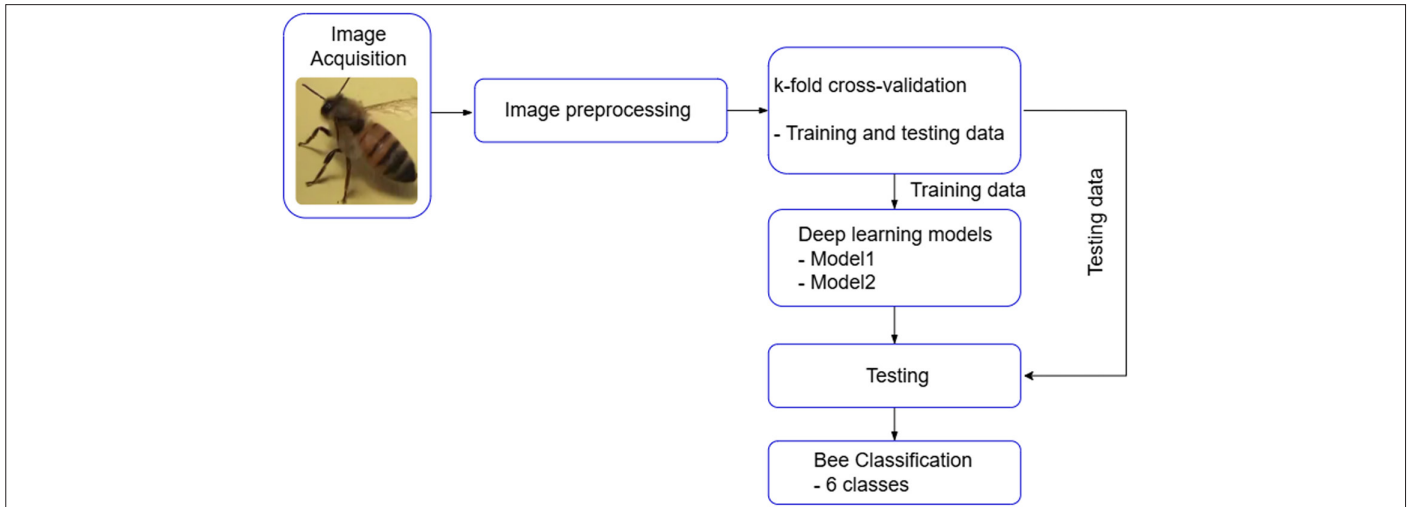 Image
Acquisition
Image preprocessing
k-fold cross-validation
- Training and testing data
Training data
Testing data
Deep learning models
- Model1
- Model2
Testing
Bee Classification
- 6 classes